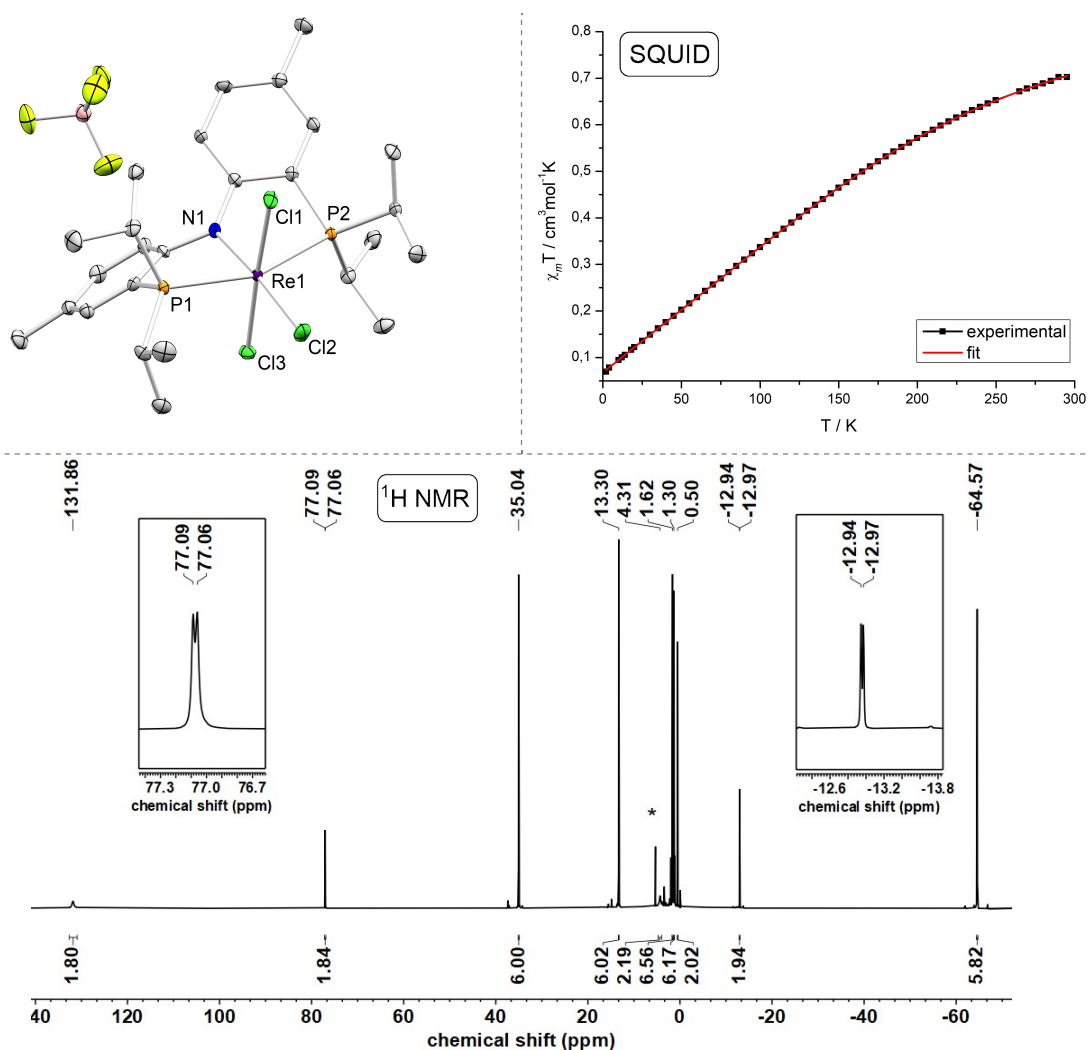 N1
Cl1
P2
Re1
P1
Cl2
Cl3
SQUID
0,8
0,7
0,6
0,5
0,4
0,3
0,2
0,1
χmT / cm³mol⁻¹K
experimental
fit
0 50 100 150 200 250 300
T / K
¹H NMR
131.86
77.09
77.06
35.04
13.30
4.31
1.62
1.30
0.50
-12.94
-12.97
-64.57
77.09
77.06
77.3 77.0 76.7
chemical shift (ppm)
-12.94
-12.97
-12.6 -13.2 -13.8
chemical shift (ppm)
*
1.80
1.84
6.00
6.02
2.19
6.56
6.17
2.02
1.94
5.82
40 120 100 80 60 40 20 0 -20 -40 -60
chemical shift (ppm)